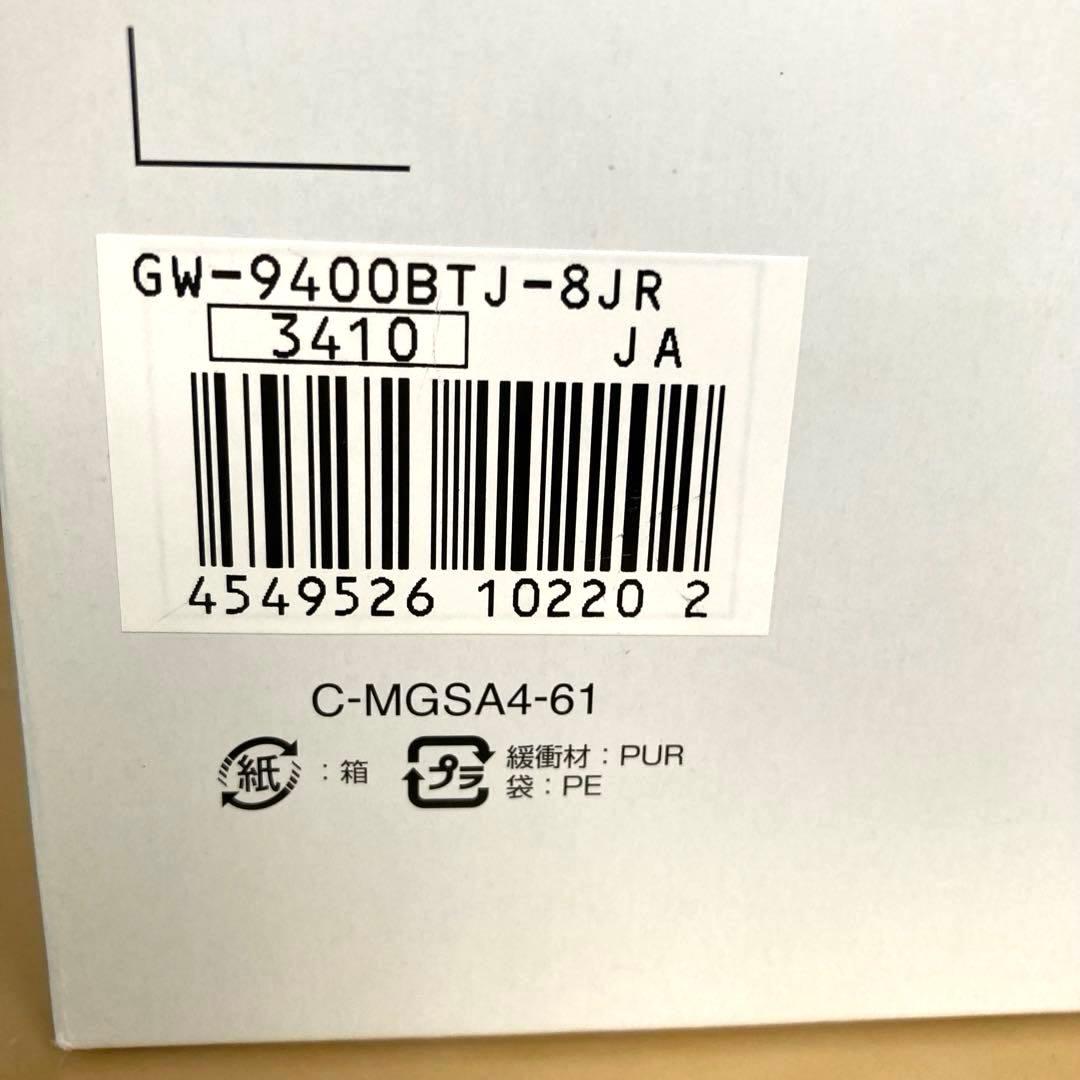 GW-9400BTJ-8JR
3410 JA
4549526 10220 2
C-MGSA4-61
紙 : 箱
プラ 緩衝材 : PUR
袋 : PE